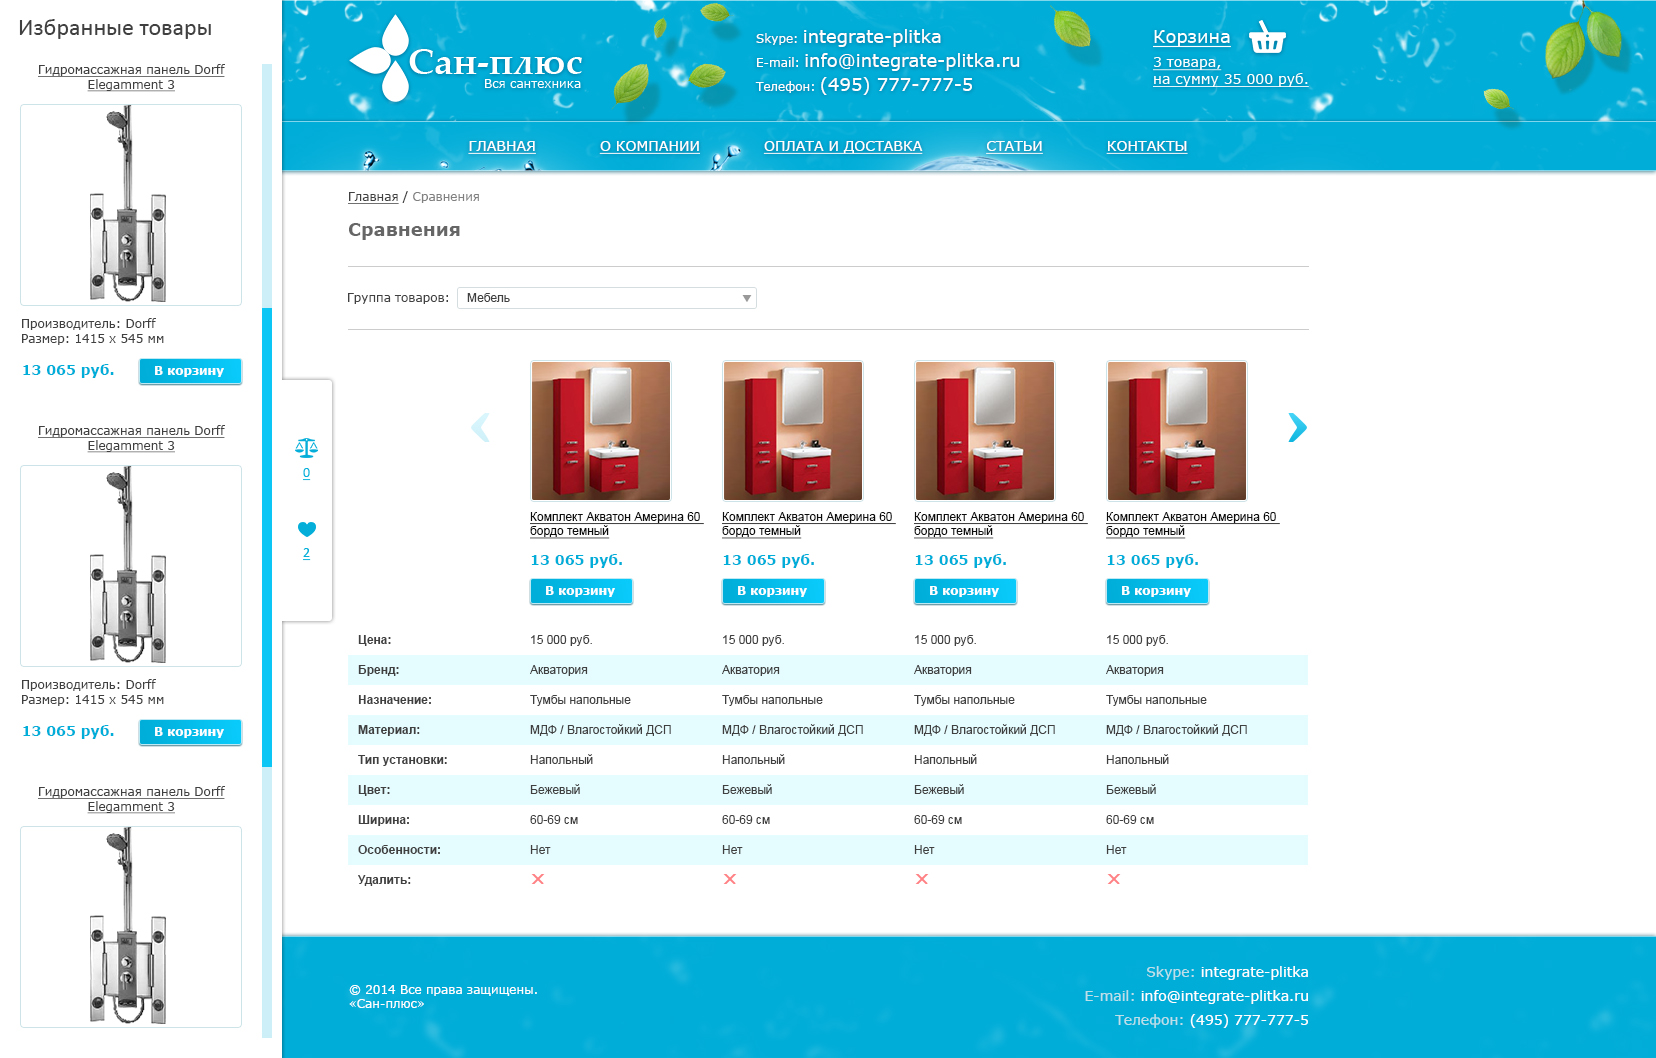 Избранные товары
Гидромассажная панель Dorff
Elegamment 3
Производитель: Dorff
Размер: 1415 x 545 мм
13 065 руб.
В корзину
Гидромассажная панель Dorff
Elegamment 3
Производитель: Dorff
Размер: 1415 x 545 мм
13 065 руб.
В корзину
Гидромассажная панель Dorff
Elegamment 3
0
2
Сан-плюс
Вся сантехника
Skype: integrate-plitka
E-mail: info@integrate-plitka.ru
Телефон: (495) 777-777-5
Корзина
3 товара,
на сумму 35 000 руб.
ГЛАВНАЯ О КОМПАНИИ ОПЛАТА И ДОСТАВКА СТАТЬИ КОНТАКТЫ
Главная / Сравнения
Сравнения
Группа товаров: Мебель
Комплект Акватон Америна 60
бордо темный
13 065 руб.
В корзину
Комплект Акватон Америна 60
бордо темный
13 065 руб.
В корзину
Комплект Акватон Америна 60
бордо темный
13 065 руб.
В корзину
Комплект Акватон Америна 60
бордо темный
13 065 руб.
В корзину
Цена: 15 000 руб. 15 000 руб. 15 000 руб. 15 000 руб.
Бренд: Акватория Акватория Акватория Акватория
Назначение: Тумбы напольные Тумбы напольные Тумбы напольные Тумбы напольные
Материал: МДФ / Влагостойкий ДСП МДФ / Влагостойкий ДСП МДФ / Влагостойкий ДСП МДФ / Влагостойкий ДСП
Тип установки: Напольный Напольный Напольный Напольный
Цвет: Бежевый Бежевый Бежевый Бежевый
Ширина: 60-69 см 60-69 см 60-69 см 60-69 см
Особенности: Нет Нет Нет Нет
Удалить:
© 2014 Все права защищены.
«Сан-плюс»
Skype: integrate-plitka
E-mail: info@integrate-plitka.ru
Телефон: (495) 777-777-5